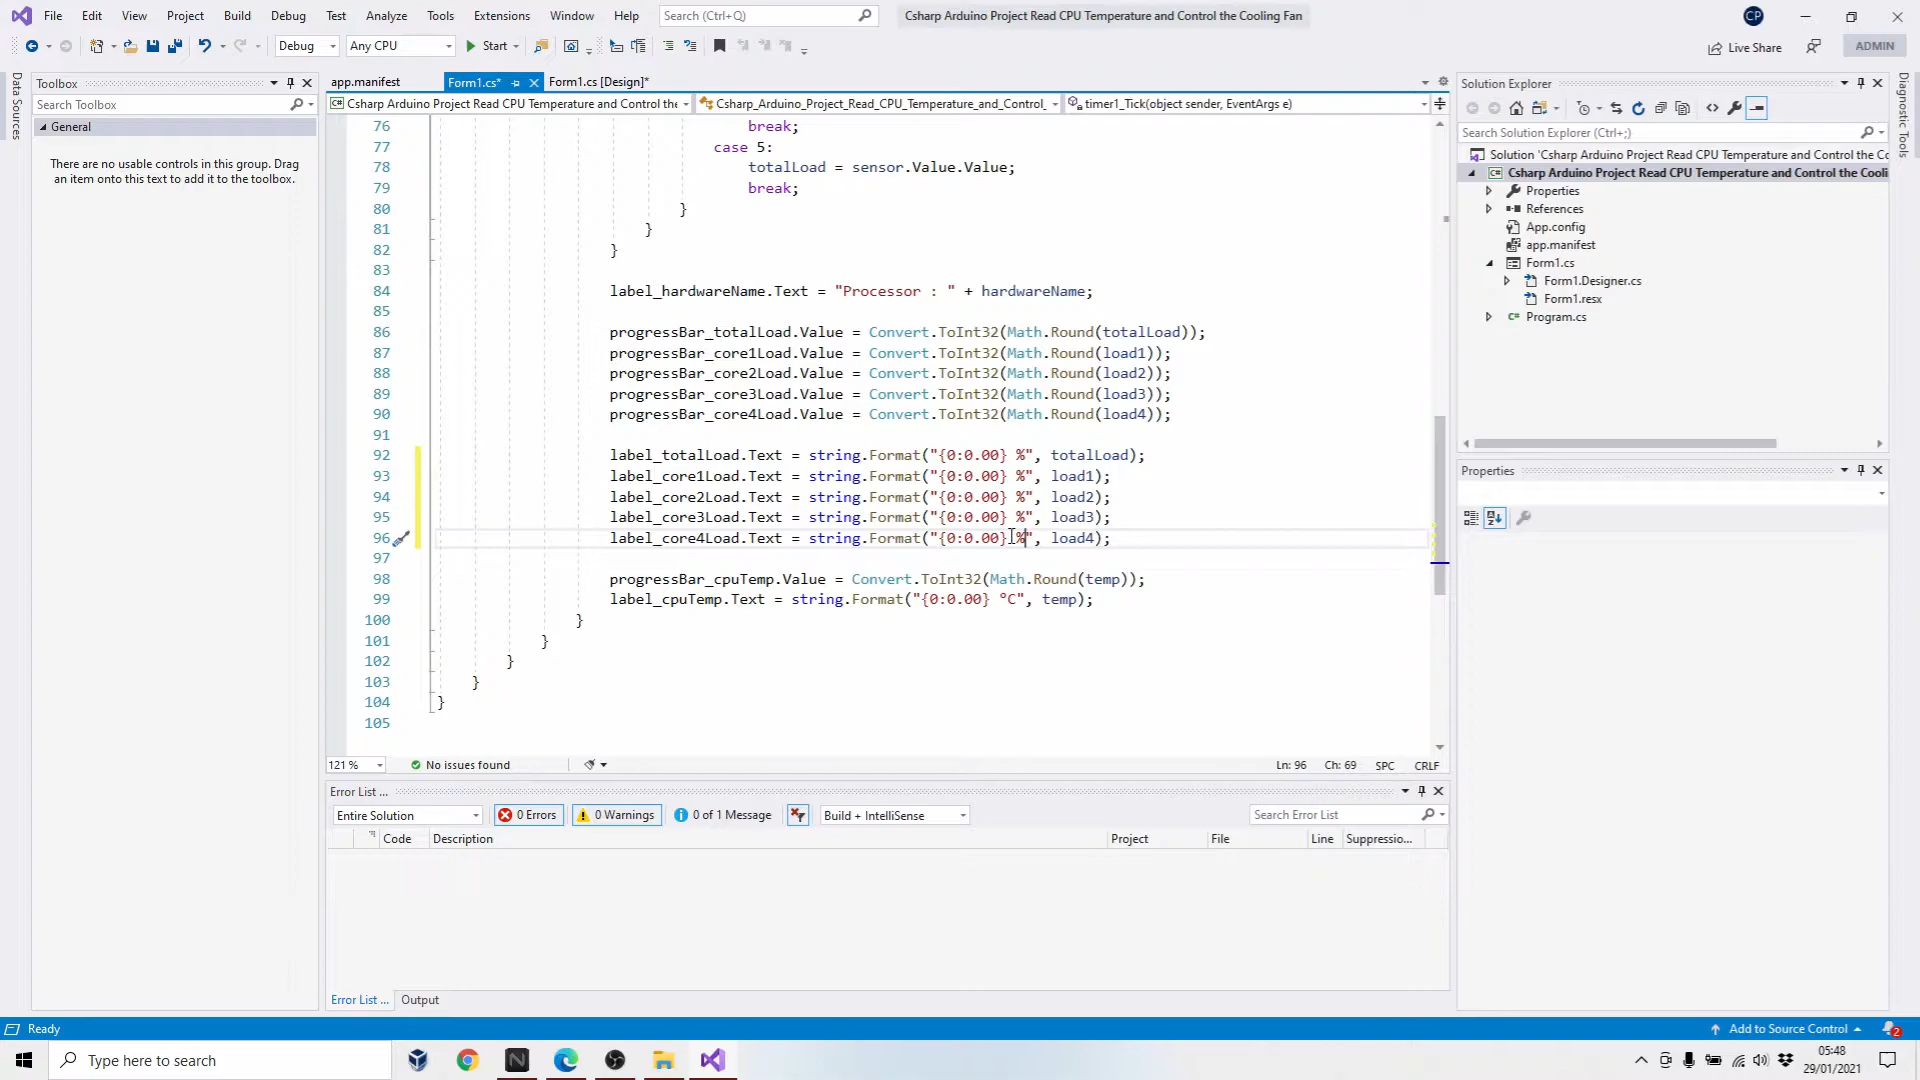 File Edit View Project Build Debug Test Analyze Tools Extensions Window Help Search (Ctrl+Q) Csharp Arduino Project Read CPU Temperature and Control the Cooling Fan CP
Debug Any CPU Start Live Share ADMIN
Data Sources
Toolbox
Search Toolbox
General
There are no usable controls in this group. Drag
an item onto this text to add it to the toolbox.
app.manifest Form1.cs* Form1.cs [Design]*
Csharp Arduino Project Read CPU Temperature and Control the Csharp_Arduino_Project_Read_CPU_Temperature_and_Control_ timer1_Tick(object sender, EventArgs e)
76 break;
77 case 5:
78 totalLoad = sensor.Value.Value;
79 break;
80 }
81 }
82 }
83
84 label_hardwareName.Text = "Processor : " + hardwareName;
85
86 progressBar_totalLoad.Value = Convert.ToInt32(Math.Round(totalLoad));
87 progressBar_core1Load.Value = Convert.ToInt32(Math.Round(load1));
88 progressBar_core2Load.Value = Convert.ToInt32(Math.Round(load2));
89 progressBar_core3Load.Value = Convert.ToInt32(Math.Round(load3));
90 progressBar_core4Load.Value = Convert.ToInt32(Math.Round(load4));
91
92 label_totalLoad.Text = string.Format("{0:0.00} %", totalLoad);
93 label_core1Load.Text = string.Format("{0:0.00} %", load1);
94 label_core2Load.Text = string.Format("{0:0.00} %", load2);
95 label_core3Load.Text = string.Format("{0:0.00} %", load3);
96 label_core4Load.Text = string.Format("{0:0.00} %", load4);
97
98 progressBar_cpuTemp.Value = Convert.ToInt32(Math.Round(temp));
99 label_cpuTemp.Text = string.Format("{0:0.00} °C", temp);
100 }
101 }
102 }
103 }
104 }
105
121 % No issues found Ln: 96 Ch: 69 SPC CRLF
Error List ...
Entire Solution 0 Errors 0 Warnings 0 of 1 Message Build + IntelliSense Search Error List
Code Description Project File Line Suppressio...
Error List ... Output
Solution Explorer
Search Solution Explorer (Ctrl+;)
Solution 'Csharp Arduino Project Read CPU Temperature and Control the Co
Csharp Arduino Project Read CPU Temperature and Control the Cooli
Properties
References
App.config
app.manifest
Form1.cs
Form1.Designer.cs
Form1.resx
Program.cs
Properties
Diagnostic Tools
Ready Add to Source Control 2
Type here to search 05:48
29/01/2021